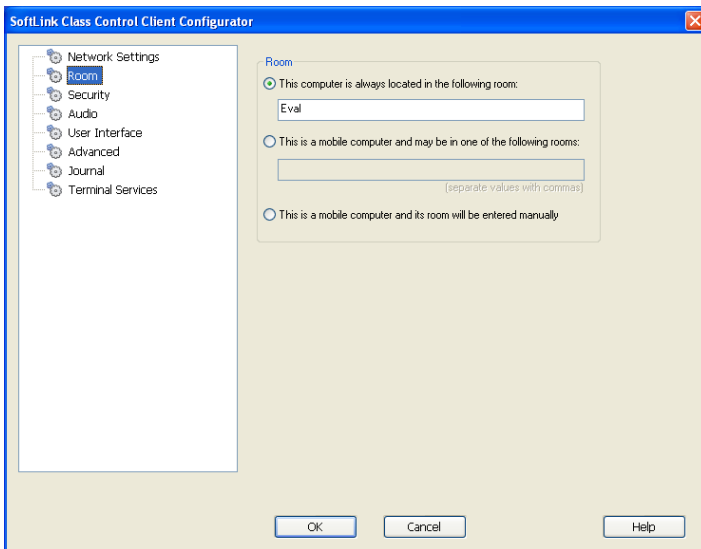 SoftLink Class Control Client Configurator
Network Settings
Room
Security
Audio
User Interface
Advanced
Journal
Terminal Services
Room
This computer is always located in the following room:
Eval
This is a mobile computer and may be in one of the following rooms:
(separate values with commas)
This is a mobile computer and its room will be entered manually
OK
Cancel
Help